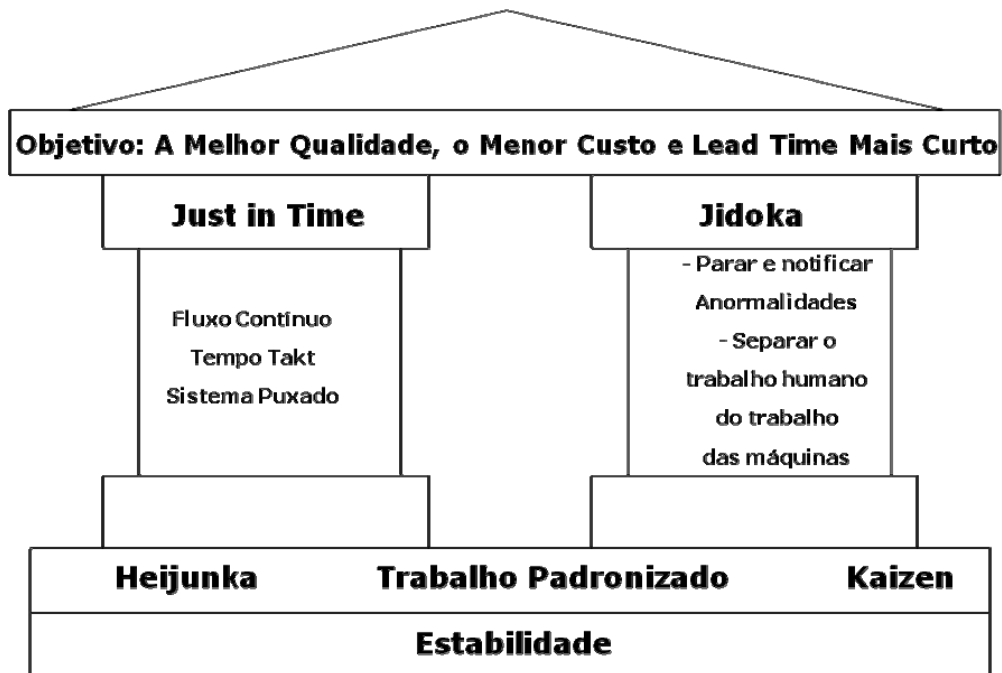 Objetivo: A Melhor Qualidade, o Menor Custo e Lead Time Mais Curto
Just in Time
Fluxo Contínuo
Tempo Takt
Sistema Puxado
Jidoka
- Parar e notificar
Anormalidades
- Separar o
trabalho humano
do trabalho
das máquinas
Heijunka Trabalho Padronizado Kaizen
Estabilidade